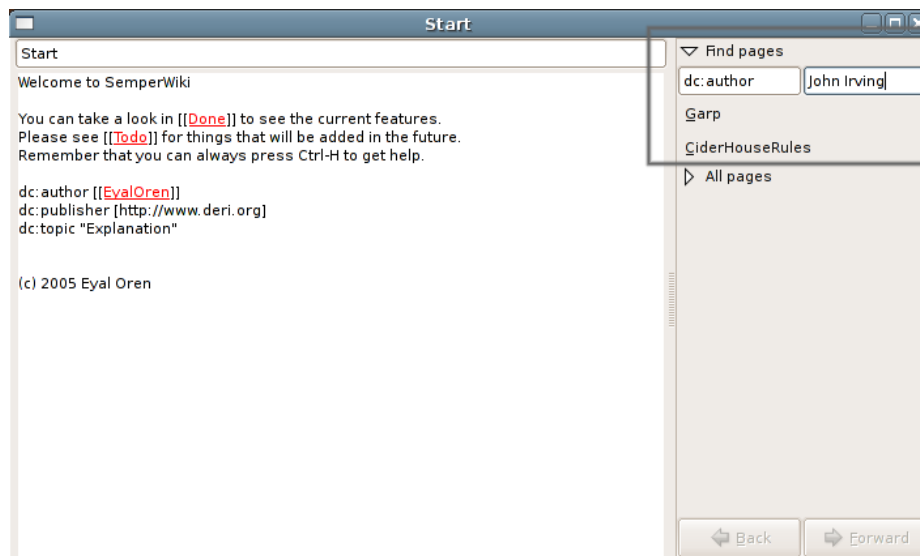 Start
Start
Welcome to SemperWiki
You can take a look in [[Done]] to see the current features.
Please see [[Todo]] for things that will be added in the future.
Remember that you can always press Ctrl-H to get help.
dc:author [[EyalOren]]
dc:publisher [http://www.deri.org]
dc:topic "Explanation"
(c) 2005 Eyal Oren
Find pages
dc:author John Irving
Garp
CiderHouseRules
All pages
Back Forward